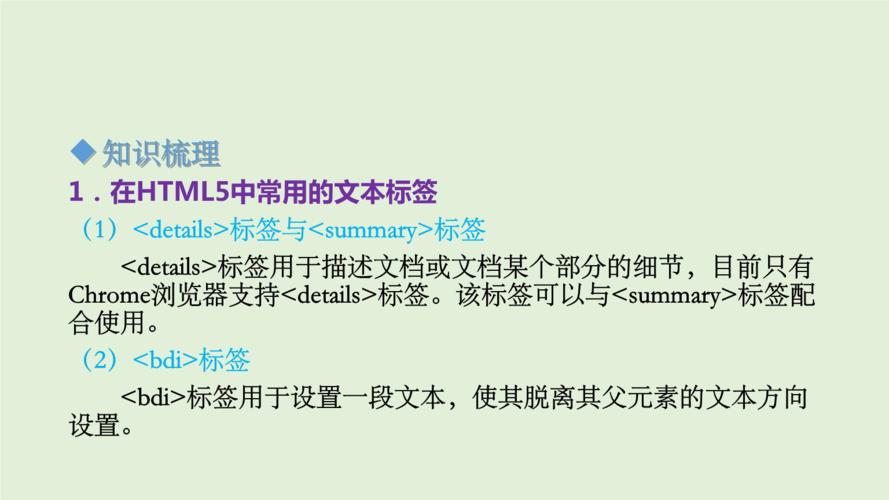 ◆ 知识梳理
1．在HTML5中常用的文本标签
（1）<details>标签与<summary>标签
<details>标签用于描述文档或文档某个部分的细节，目前只有
Chrome浏览器支持<details>标签。该标签可以与<summary>标签配
合使用。
（2）<bdi>标签
<bdi>标签用于设置一段文本，使其脱离其父元素的文本方向
设置。